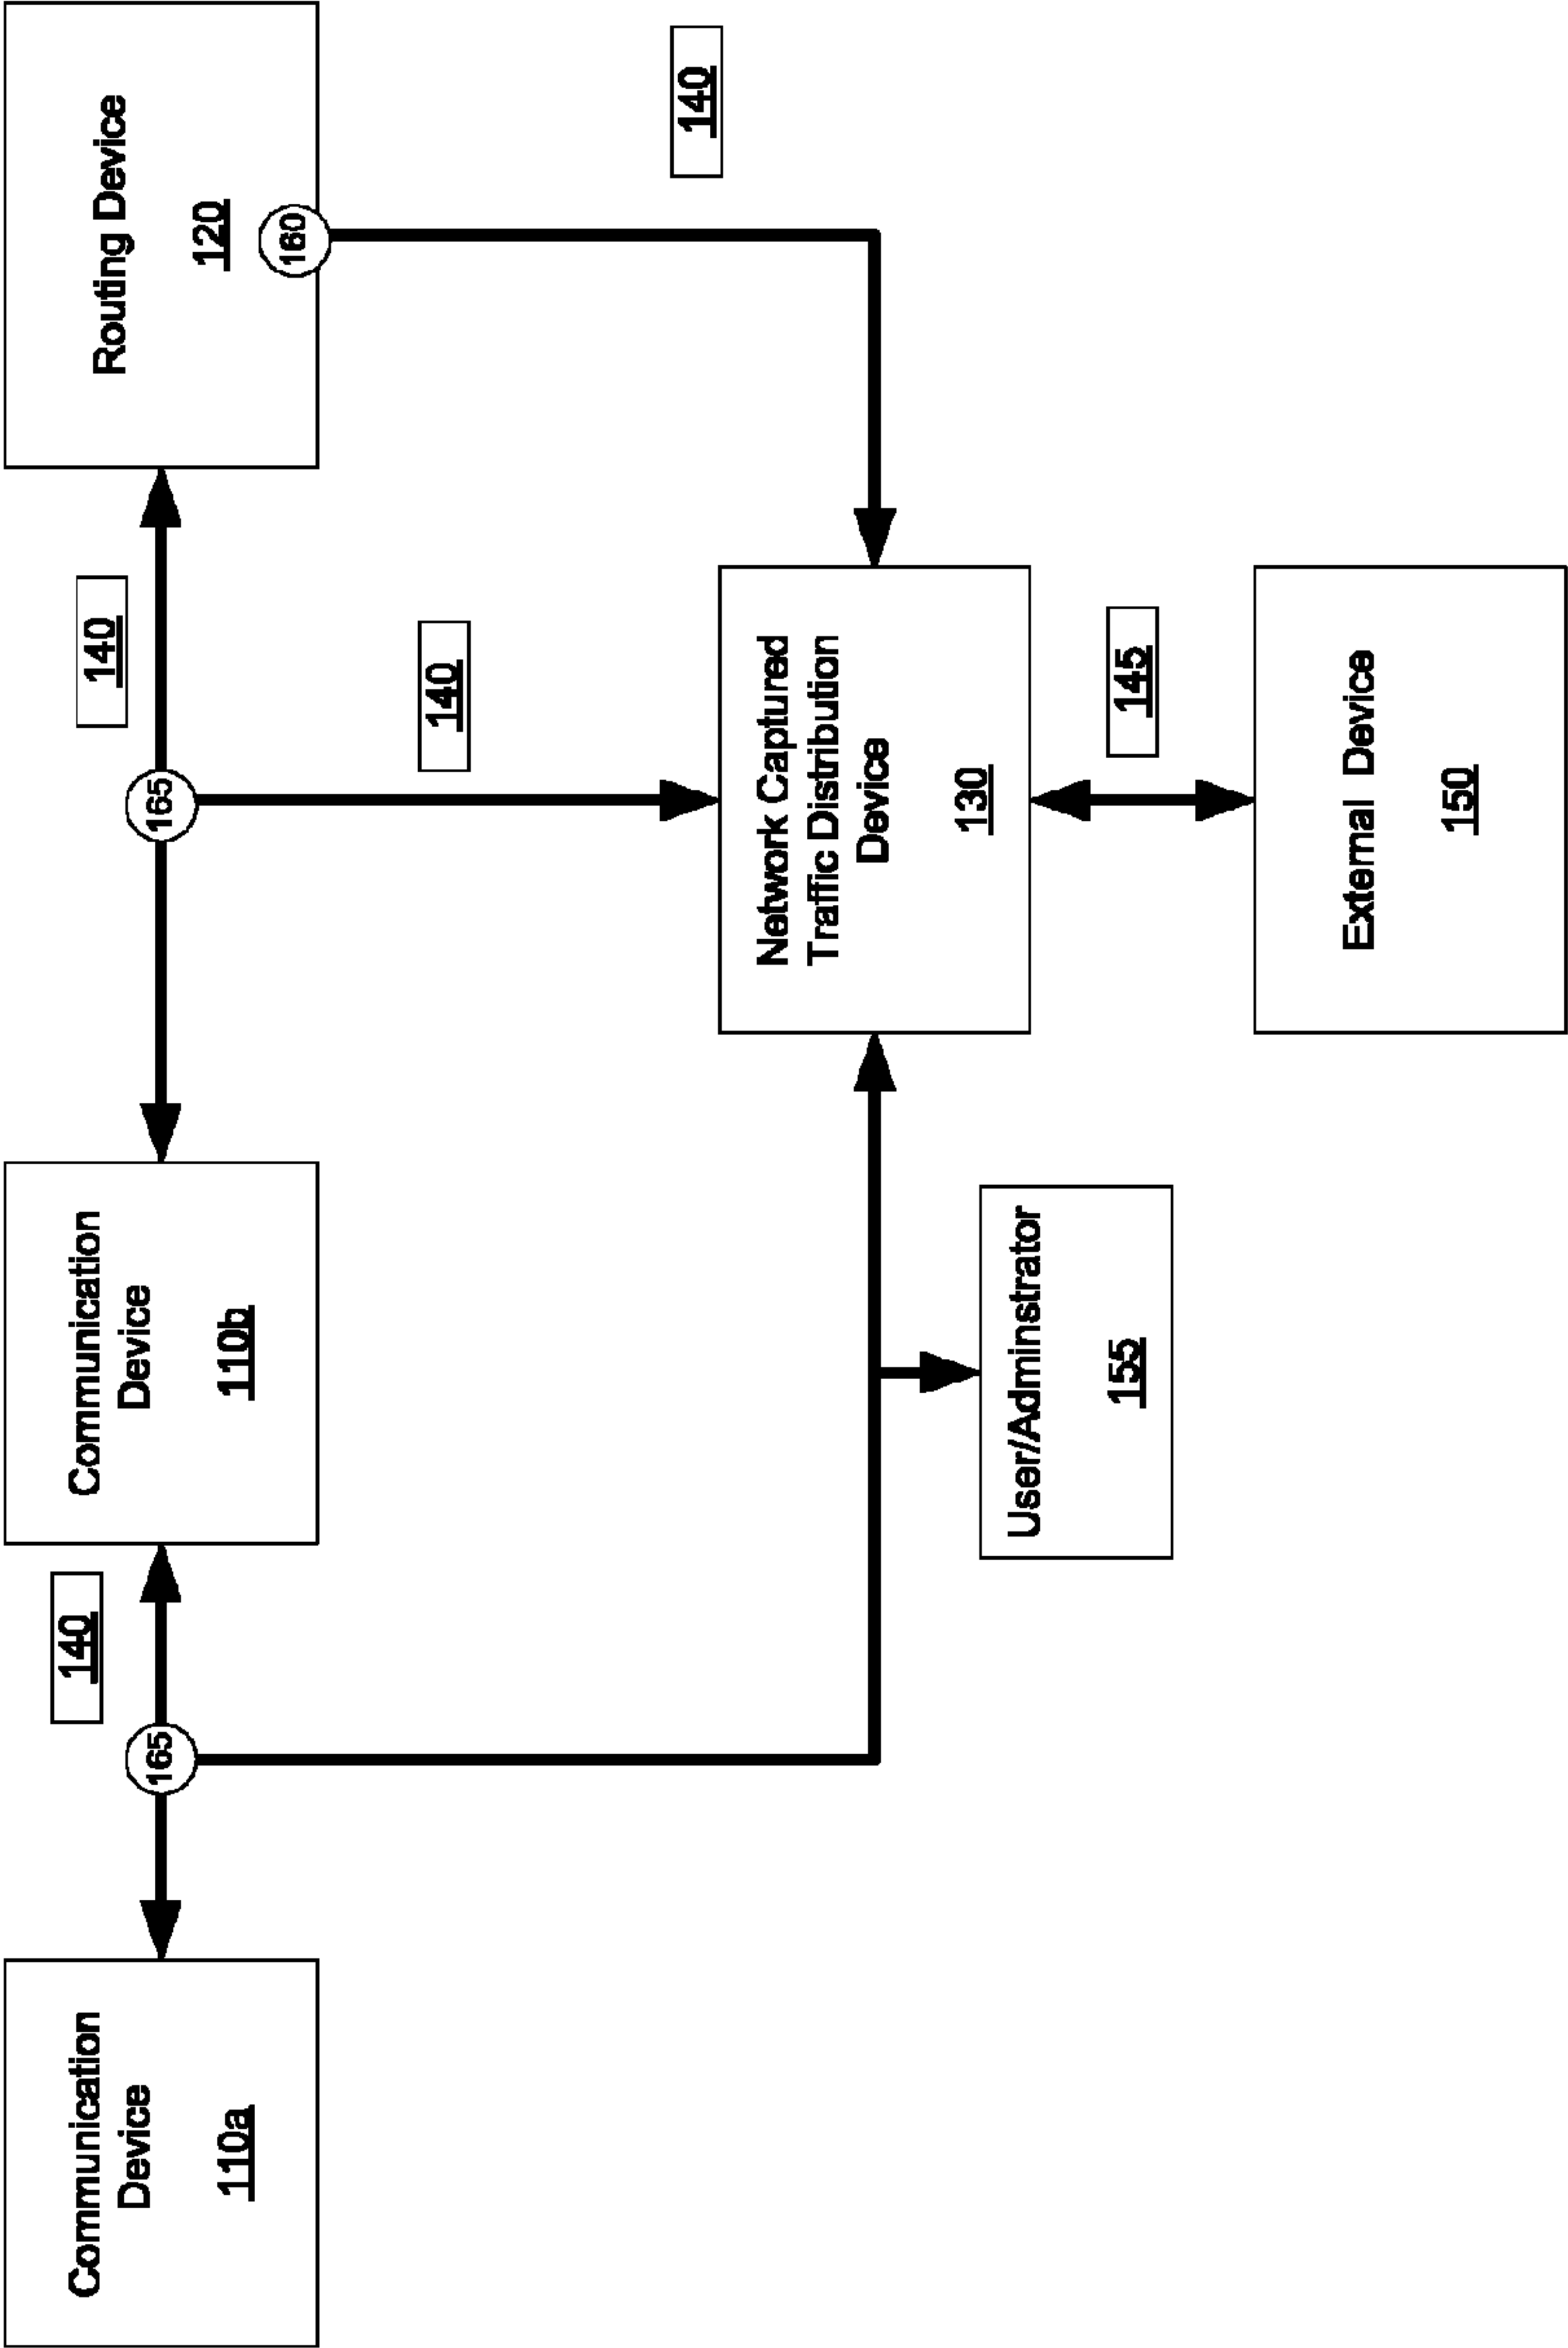 Communication
Device
110a
165
140
Communication
Device
110b
165
140
Routing Device
120
160
140
140
Network Captured
Traffic Distribution
Device
130
User/Adminstrator
155
145
External Device
150